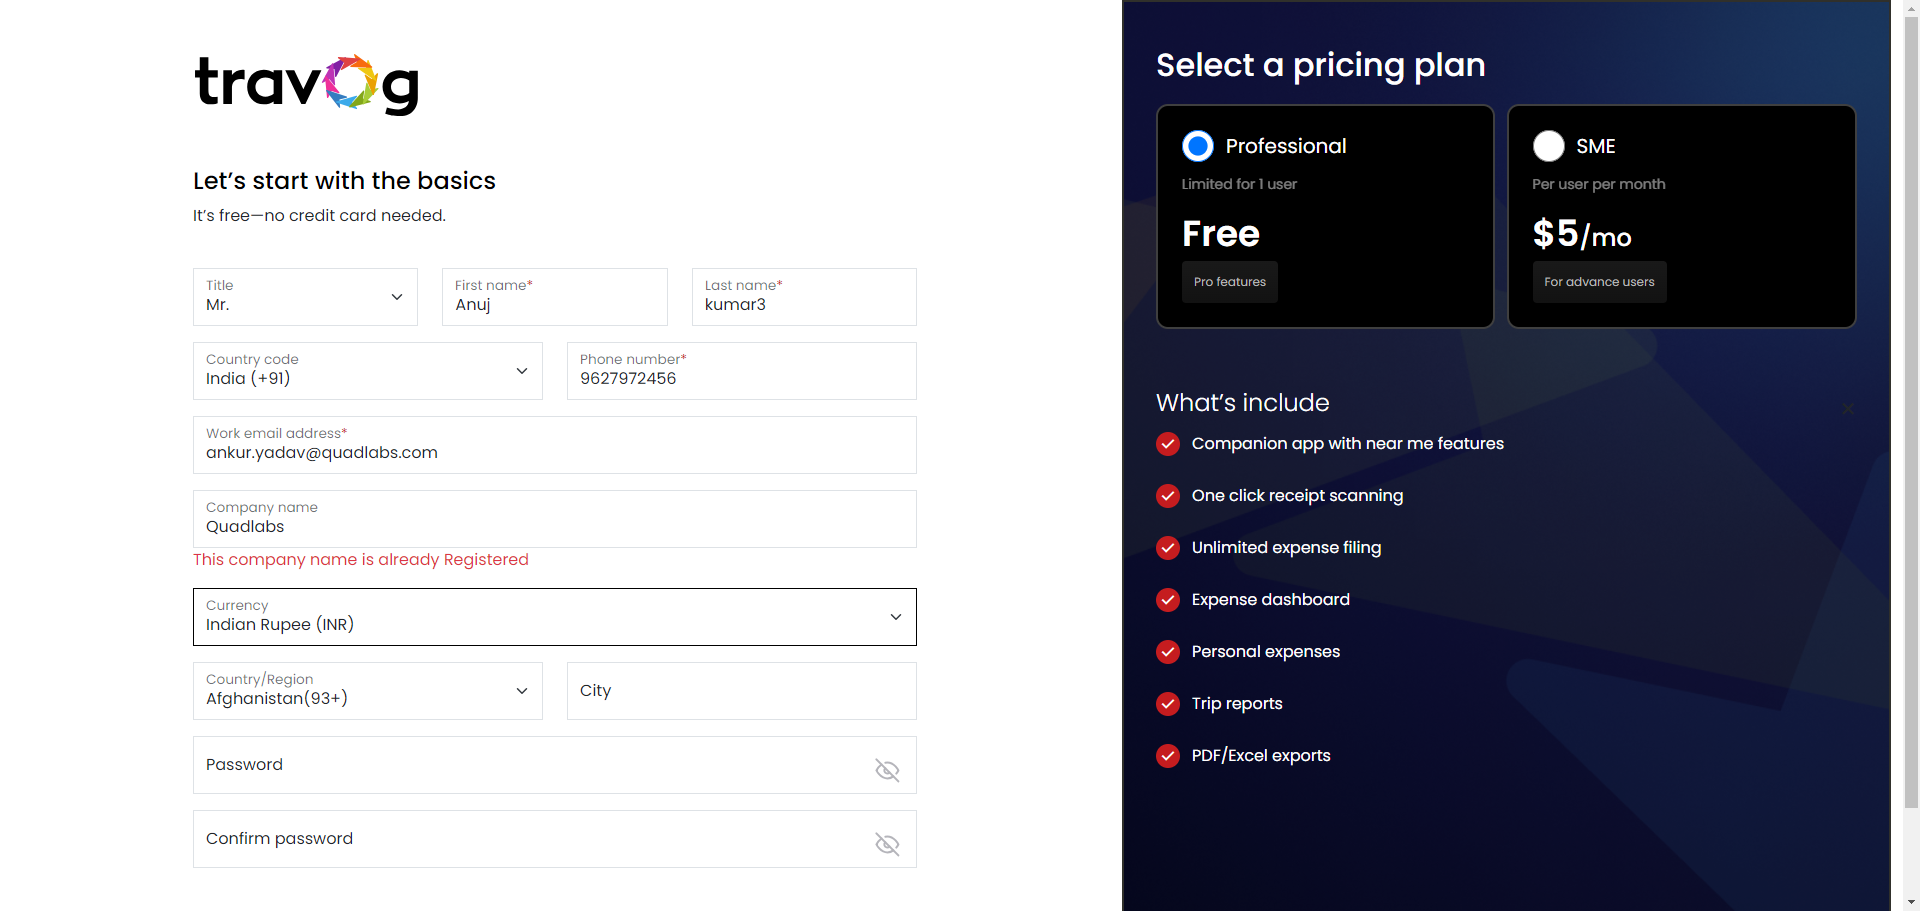 travOg
Let's start with the basics
It's free—no credit card needed.
Title
Mr.
First name*
Anuj
Last name*
kumar3
Country code
India (+91)
Phone number*
9627972456
Work email address*
ankur.yadav@quadlabs.com
Company name
Quadlabs
This company name is already Registered
Currency
Indian Rupee (INR)
Country/Region
Afghanistan(93+)
City
Password
Confirm password
Select a pricing plan
Professional
Limited for 1 user
Free
Pro features
SME
Per user per month
$5/mo
For advance users
What's include
Companion app with near me features
One click receipt scanning
Unlimited expense filing
Expense dashboard
Personal expenses
Trip reports
PDF/Excel exports